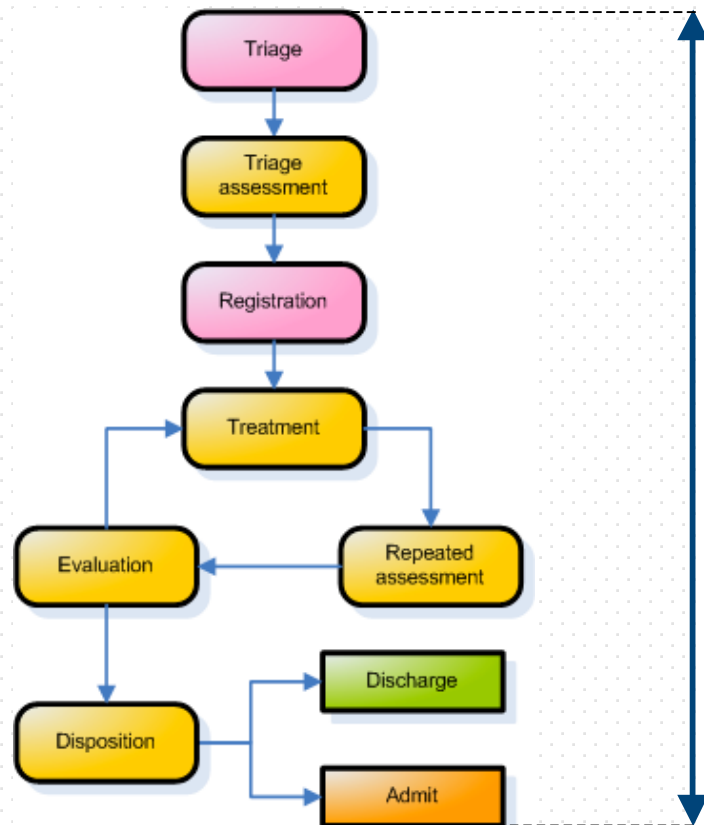 Triage
Triage
assessment
Registration
Treatment
Evaluation
Repeated
assessment
Discharge
Disposition
Admit